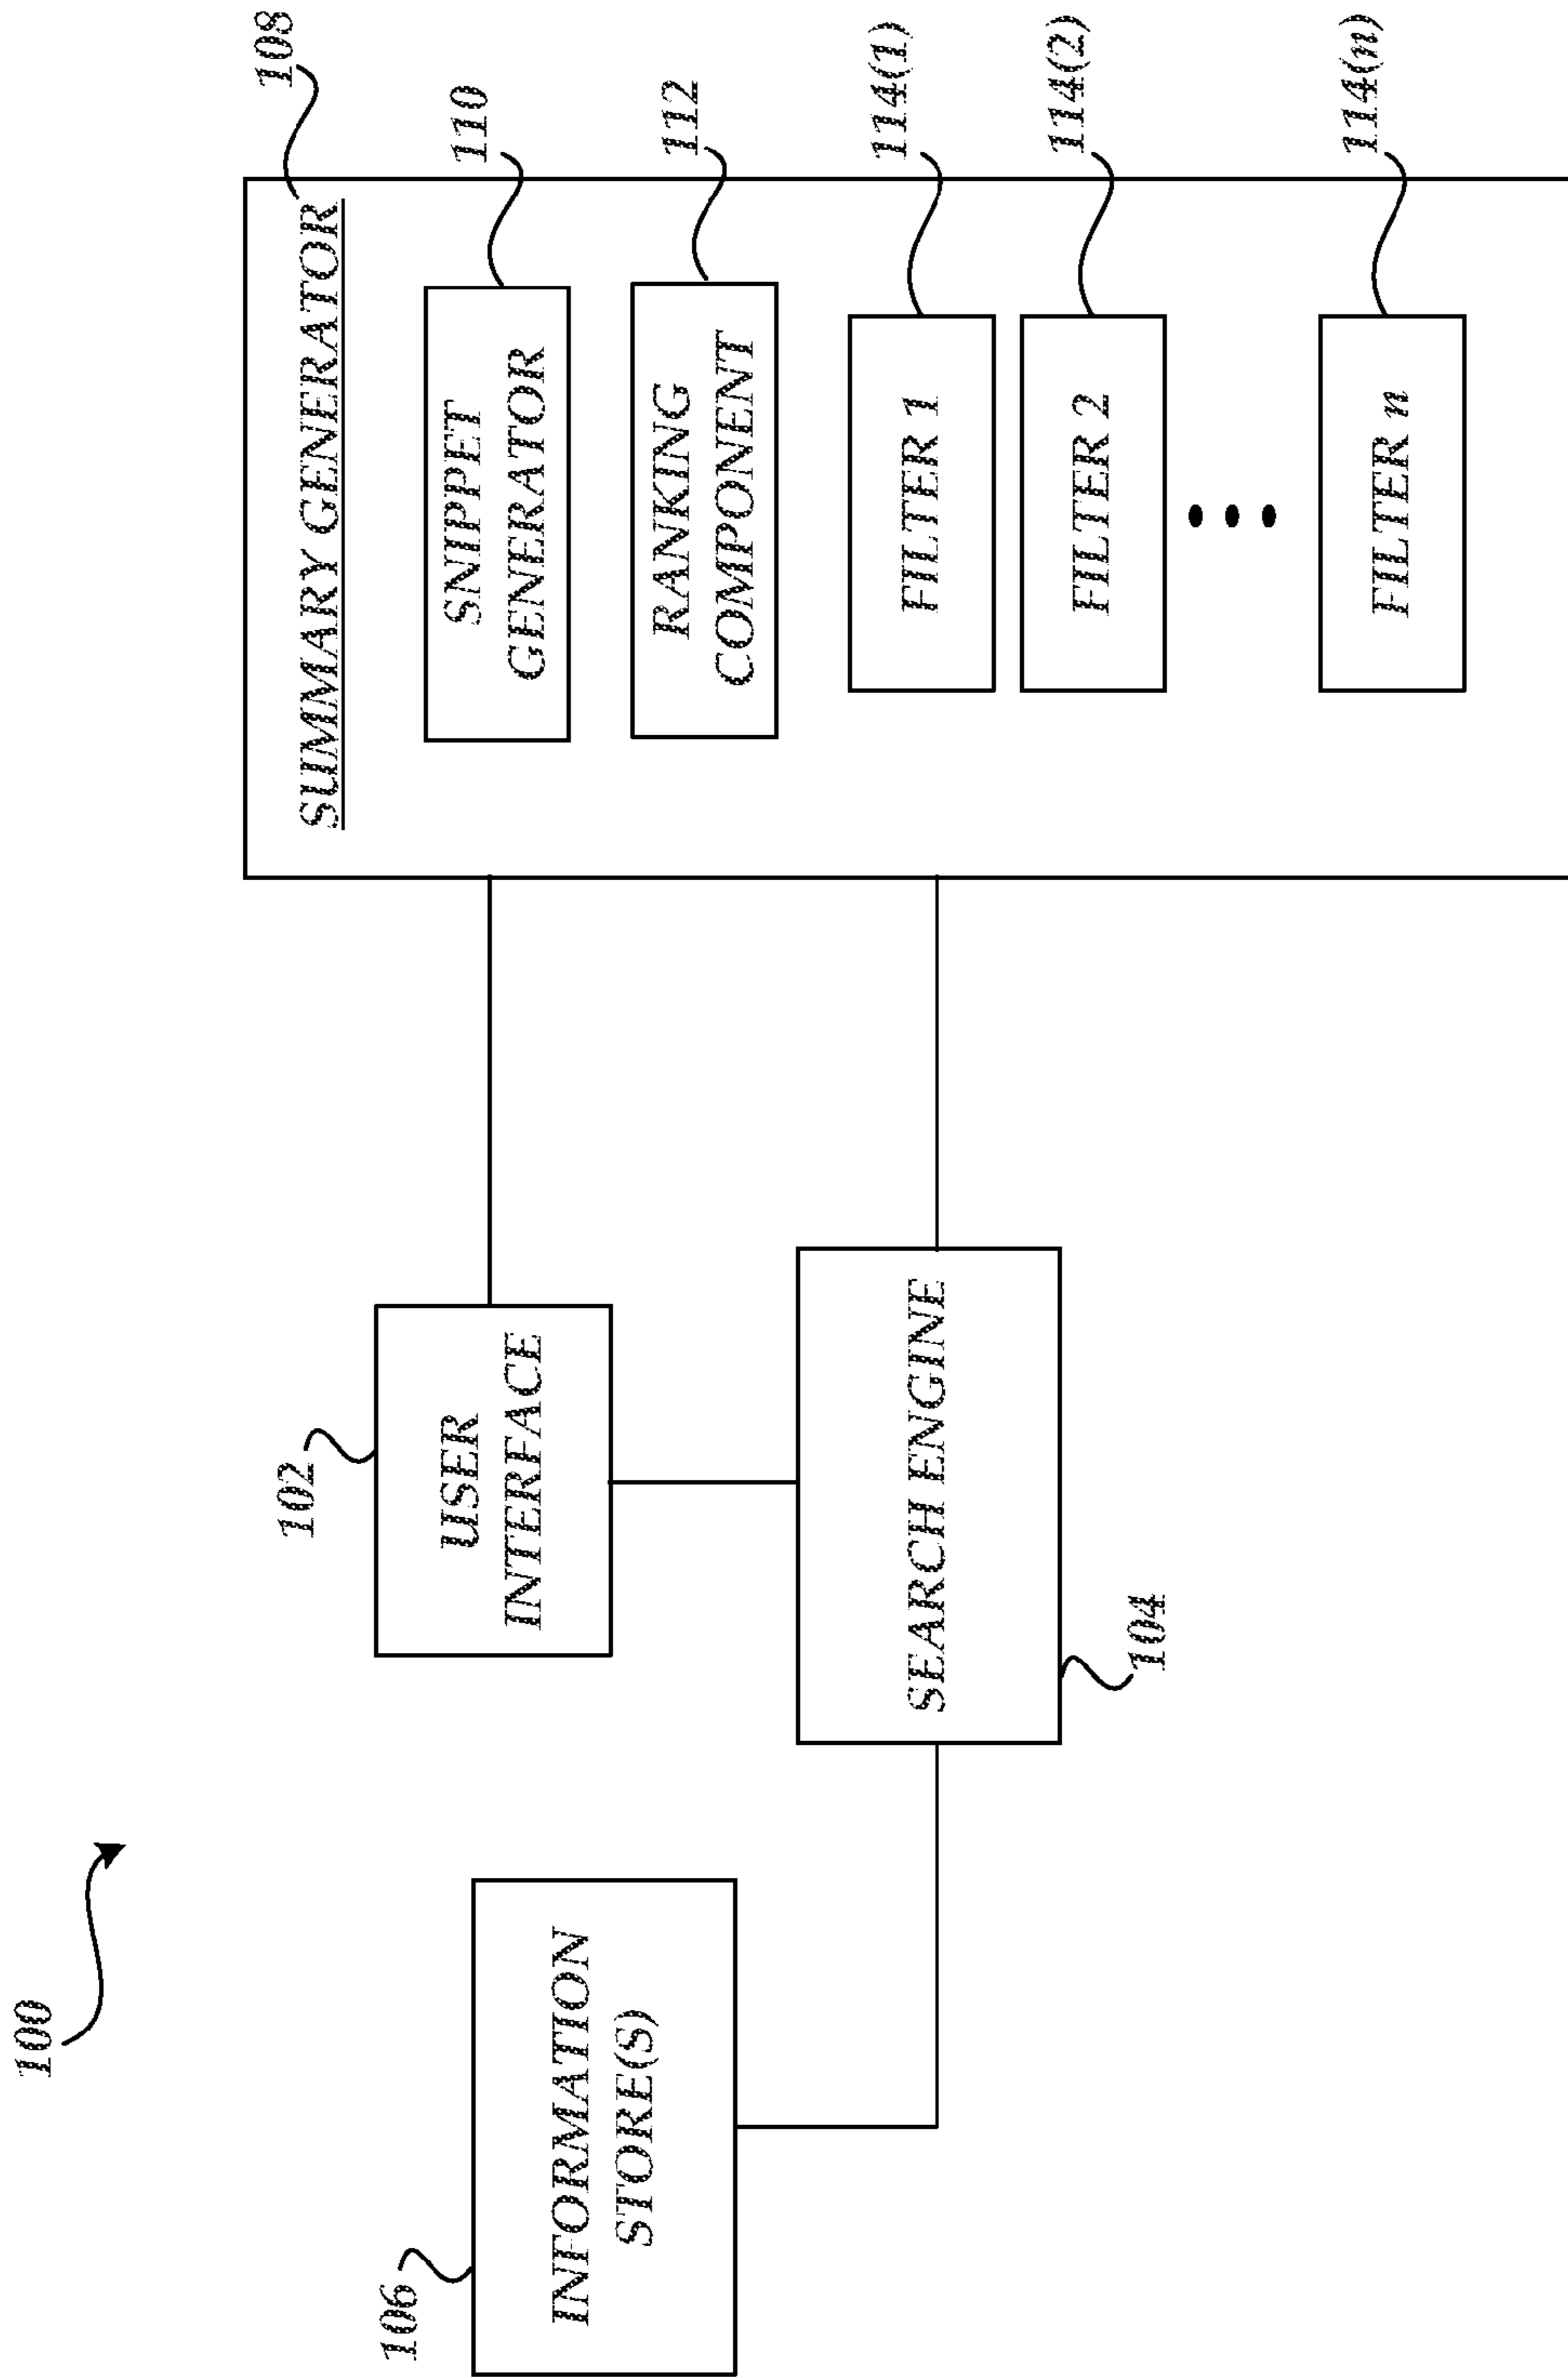 100
106
INFORMATION
STORE(S)
102
USER
INTERFACE
SEARCH ENGINE
104
108
SUMMARY GENERATOR
110
SNIPPET
GENERATOR
112
RANKING
COMPONENT
114(1)
FILTER 1
114(2)
FILTER 2
114(n)
FILTER n